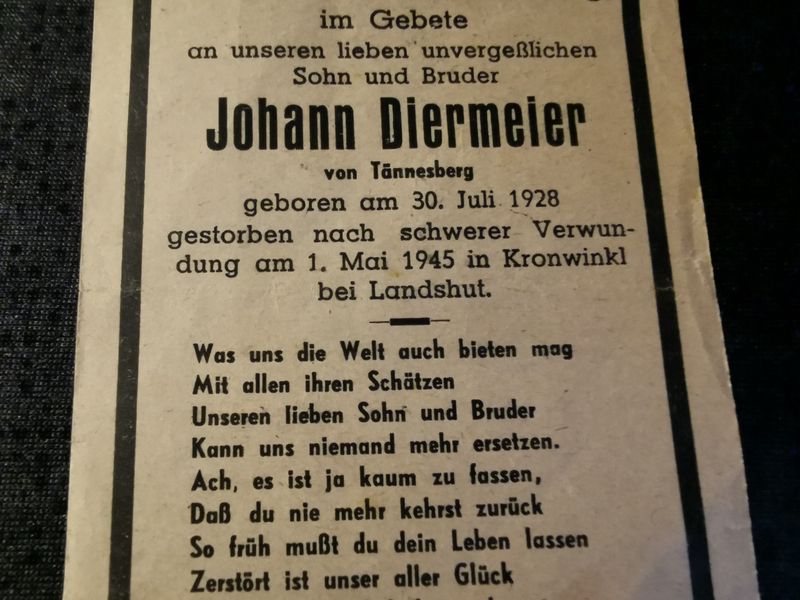 im Gebete
an unseren lieben unvergeßlichen
Sohn und Bruder
Johann Diermeier
von Tännesberg
geboren am 30. Juli 1928
gestorben nach schwerer Verwun-
dung am 1. Mai 1945 in Kronwinkl
bei Landshut.
Was uns die Welt auch bieten mag
Mit allen ihren Schätzen
Unseren lieben Sohn und Bruder
Kann uns niemand mehr ersetzen.
Ach, es ist ja kaum zu fassen,
Daß du nie mehr kehrst zurück
So früh mußt du dein Leben lassen
Zerstört ist unser aller Glück